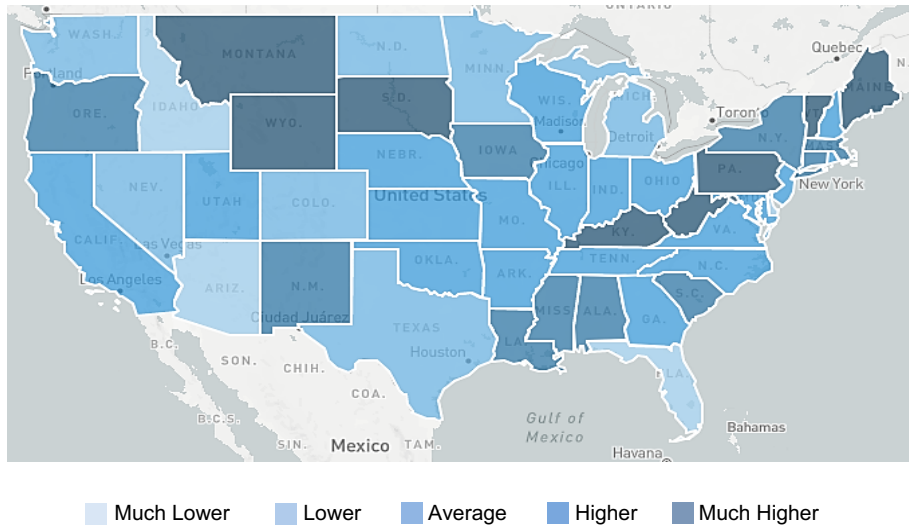 ONTARIO
WASH.
MONTANA
N.D.
MINN.
Quebec
Portland
ORE.
IDAHO
S.D.
WIS.
MICH.
MAINE
WYO.
Madison
Toronto
VT.
Detroit
N.Y.
MASS.
IOWA
NEBR.
Chicago
PA.
New York
NEV.
UTAH
COLO.
United States
ILL.
IND.
OHIO
CALIF.
MO.
KY.
VA.
Las Vegas
OKLA.
TENN.
N.C.
Los Angeles
ARIZ.
N.M.
ARK.
S.C.
Ciudad Juárez
MISS.
ALA.
GA.
TEXAS
LA.
B.C.
SON.
Houston
CHIH.
FLA.
COA.
B.C.S.
Gulf of
Mexico
Bahamas
SIN.
Mexico
TAM.
Havana
Much Lower
Lower
Average
Higher
Much Higher